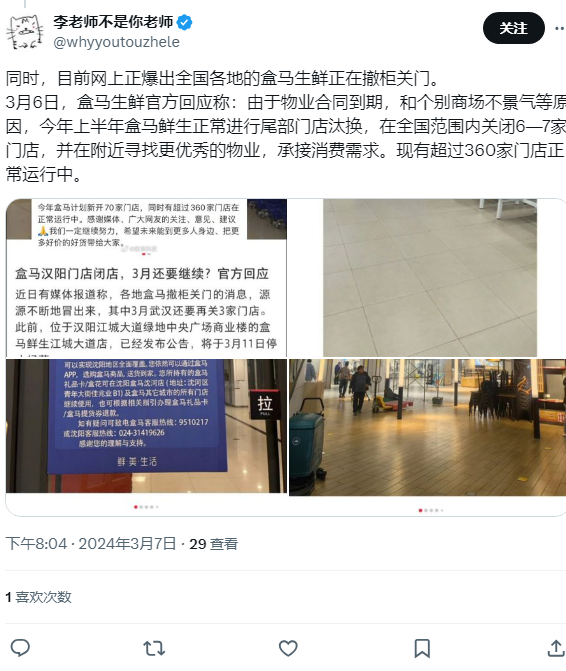 李老师不是你老师
@whyyoutouzhele
关注
同时，目前网上正爆出全国各地的盒马生鲜正在撤柜关门。
3月6日，盒马生鲜官方回应称：由于物业合同到期，和个别商场不景气等原
因，今年上半年盒马鲜生正常进行尾部门店汰换，在全国范围内关闭6—7家
门店，并在附近寻找更优秀的物业，承接消费需求。现有超过360家门店正
常运行中。
今年盒马计划新开70家门店，同时有超过360家门店在
正常运行中。感谢媒体、广大网友的关注、意见、建议
🙏我们一定继续努力，希望未来能到更多人身边、把更
多好价的好货带给大家。
盒马汉阳门店闭店，3月还要继续？官方回应
近日有媒体报道称，各地盒马撤柜关门的消息，源
源不断地冒出来，其中3月武汉还要再关3家门店。
此前，位于汉阳江城大道绿地中央广场商业楼的盒
马鲜生江城大道店，已经发布公告，将于3月11日停
可以实现沈阳地区全面覆盖,您依然可以通过盒马
APP、选购盒马商品, 送货到家。您所持有的盒马
礼品卡/盒花可在沈阳盒马沈河店 (地址:沈河区
青年大街佳兆业B1) 及盒马其它城市的所有门店
继续使用，也可根据相关指引办理盒马礼品卡
/盒马提货券退款。
如有疑问可致电盒马客服热线: 9510217
或沈阳客服热线: 024-31419626
感谢您的理解与支持。
鲜·美·生活
拉
PULL
下午8:04 · 2024年3月7日 · 29 查看
1 喜欢次数